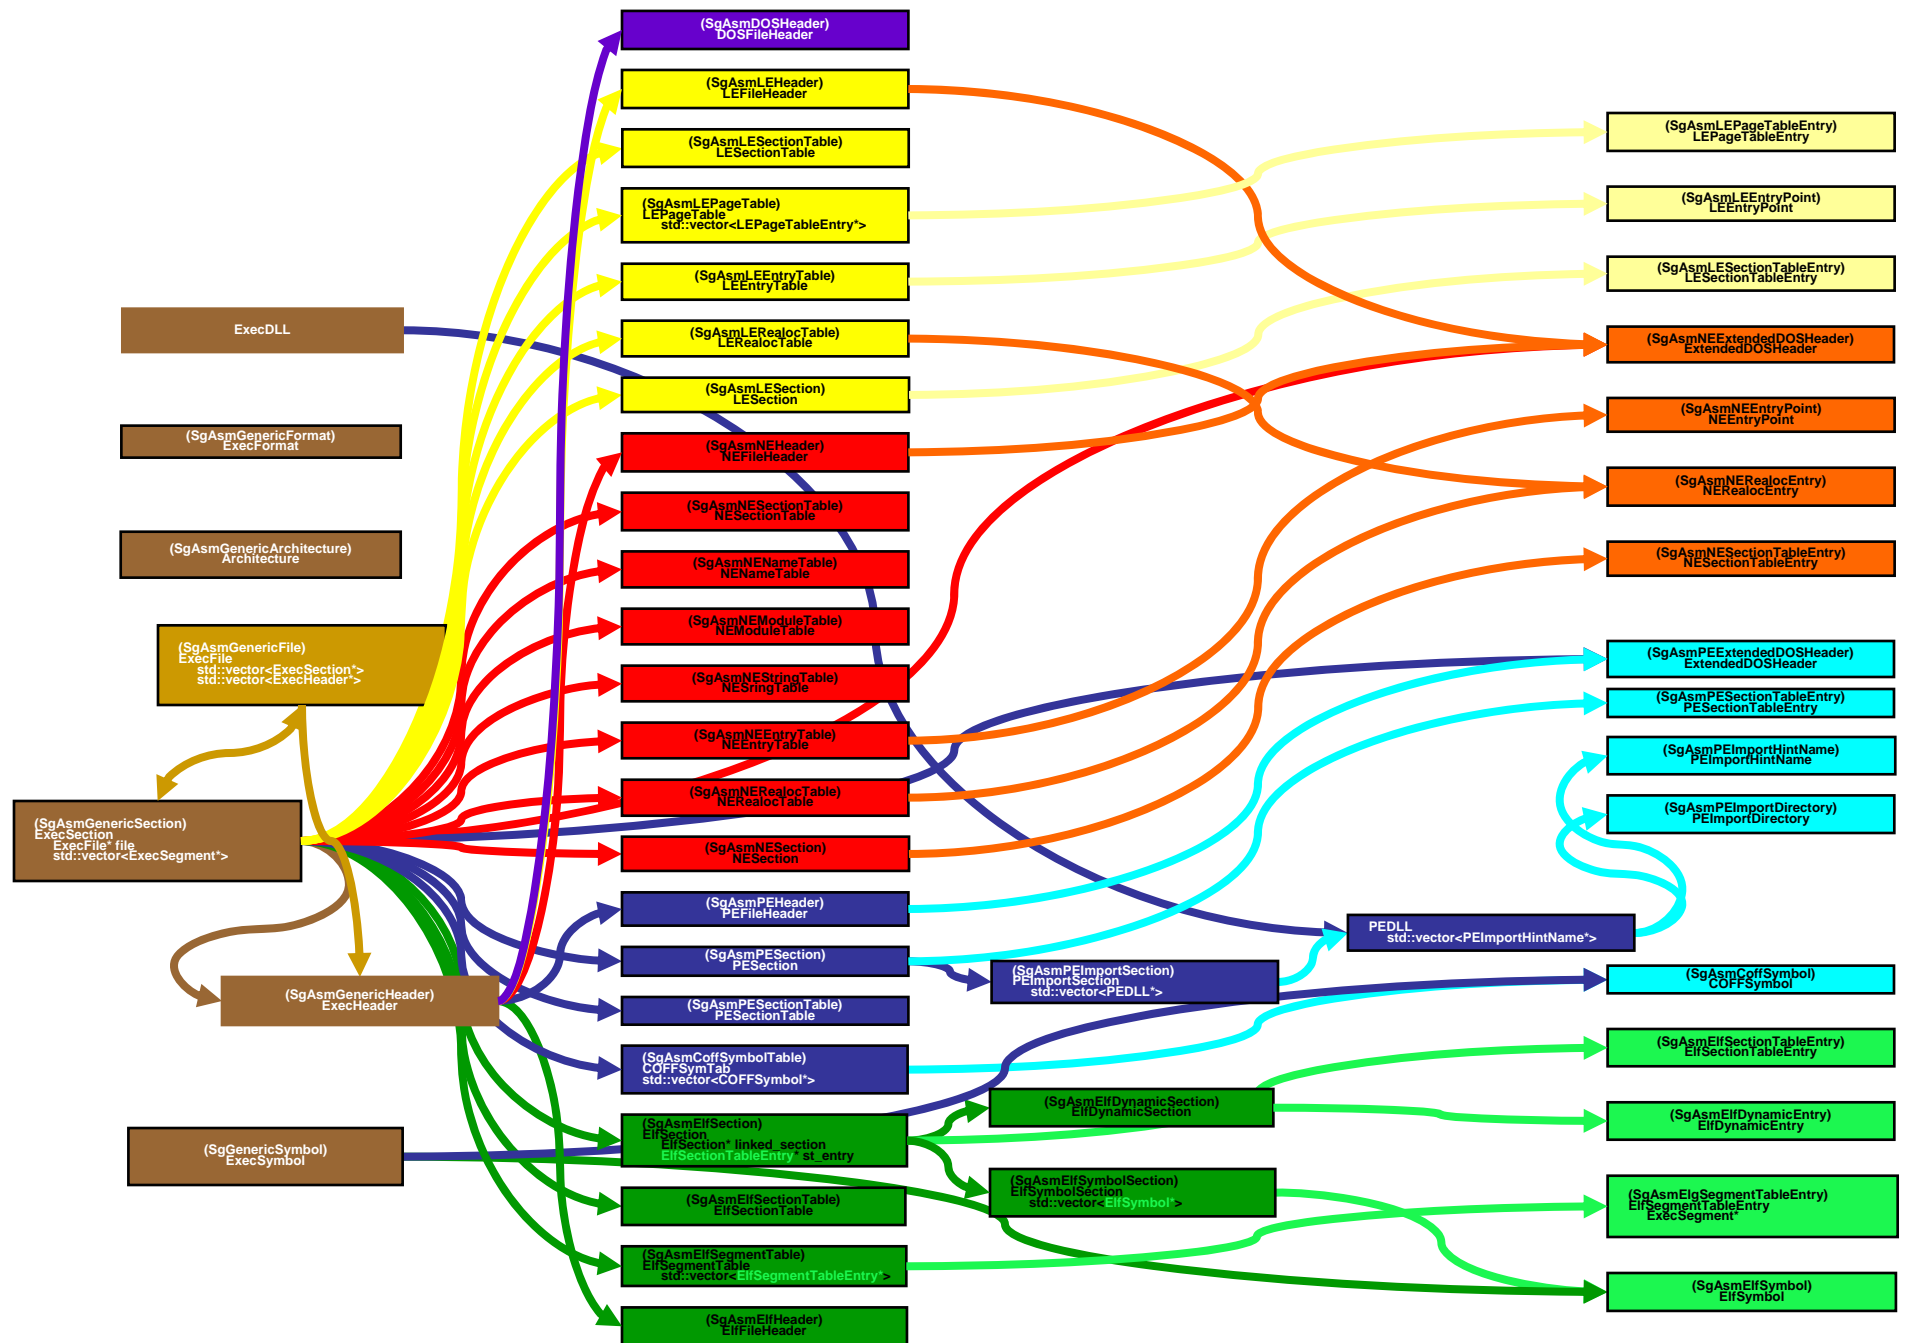 (SgAsmDOSHeader)
DOSFileHeader
(SgAsmLEHeader)
LEFileHeader
(SgAsmLESectionTable)
LESectionTable
(SgAsmLEPageTable)
LEPageTable
std::vector<LEPageTableEntry*>
(SgAsmLEEntryTable)
LEEntryTable
(SgAsmLERealocTable)
LERealocTable
(SgAsmLESection)
LESection
(SgAsmNEHeader)
NEFileHeader
(SgAsmNESectionTable)
NESectionTable
(SgAsmNENameTable)
NENameTable
(SgAsmNEModuleTable)
NEModuleTable
(SgAsmNEStringTable)
NESringTable
(SgAsmNEEntryTable)
NEEntryTable
(SgAsmNERealocTable)
NERealocTable
(SgAsmNESection)
NESection
(SgAsmPEHeader)
PEFileHeader
(SgAsmPESection)
PESection
(SgAsmPESectionTable)
PESectionTable
(SgAsmCoffSymbolTable)
COFFSymTab
std::vector<COFFSymbol*>
(SgAsmElfSection)
ElfSection
ElfSection* linked_section
ElfSectionTableEntry* st_entry
(SgAsmElfSectionTable)
ElfSectionTable
(SgAsmElfSegmentTable)
ElfSegmentTable
std::vector<ElfSegmentTableEntry*>
(SgAsmElfHeader)
ElfFileHeader
ExecDLL
(SgAsmGenericFormat)
ExecFormat
(SgAsmGenericArchitecture)
Architecture
(SgAsmGenericFile)
ExecFile
std::vector<ExecSection*>
std::vector<ExecHeader*>
(SgAsmGenericSection)
ExecSection
ExecFile* file
std::vector<ExecSegment*>
(SgAsmGenericHeader)
ExecHeader
(SgGenericSymbol)
ExecSymbol
(SgAsmPEImportSection)
PEImportSection
std::vector<PEDLL*>
(SgAsmElfDynamicSection)
ElfDynamicSection
(SgAsmElfSymbolSection)
ElfSymbolSection
std::vector<ElfSymbol*>
PEDLL
std::vector<PEImportHintName*>
(SgAsmLEPageTableEntry)
LEPageTableEntry
(SgAsmLEEntryPoint)
LEEntryPoint
(SgAsmLESectionTableEntry)
LESectionTableEntry
(SgAsmNEExtendedDOSHeader)
ExtendedDOSHeader
(SgAsmNEEntryPoint)
NEEntryPoint
(SgAsmNERealocEntry)
NERealocEntry
(SgAsmNESectionTableEntry)
NESectionTableEntry
(SgAsmPEExtendedDOSHeader)
ExtendedDOSHeader
(SgAsmPESectionTableEntry)
PESectionTableEntry
(SgAsmPEImportHintName)
PEImportHintName
(SgAsmPEImportDirectory)
PEImportDirectory
(SgAsmCoffSymbol)
COFFSymbol
(SgAsmElfSectionTableEntry)
ElfSectionTableEntry
(SgAsmElfDynamicEntry)
ElfDynamicEntry
(SgAsmElgSegmentTableEntry)
ElfSegmentTableEntry
ExecSegment*
(SgAsmElfSymbol)
ElfSymbol